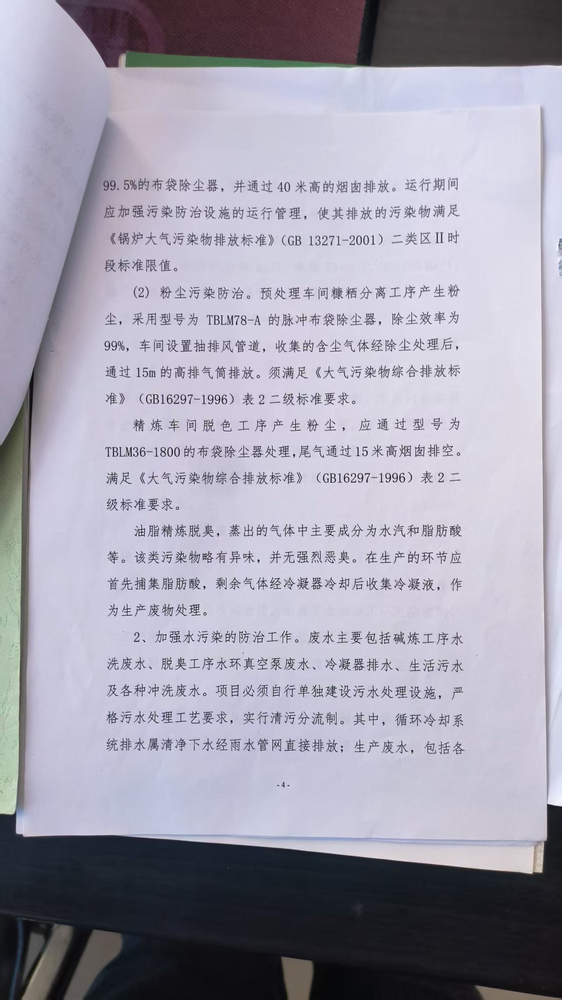 99.5%的布袋除尘器，并通过 40 米高的烟囱排放。运行期间
应加强污染防治设施的运行管理，使其排放的污染物满足
《锅炉大气污染物排放标准》（GB 13271-2001）二类区Ⅱ时
段标准限值。
(2) 粉尘污染防治。预处理车间糠粞分离工序产生粉
尘，采用型号为 TBLM78-A 的脉冲布袋除尘器，除尘效率为
99%，车间设置抽排风管道，收集的含尘气体经除尘处理后，
通过 15m 的高排气筒排放。须满足《大气污染物综合排放标
准》（GB16297-1996）表 2 二级标准要求。
精炼车间脱色工序产生粉尘，应通过型号为
TBLM36-1800 的布袋除尘器处理，尾气通过 15 米高烟囱排空。
满足《大气污染物综合排放标准》（GB16297-1996）表 2 二
级标准要求。
油脂精炼脱臭，蒸出的气体中主要成分为水汽和脂肪酸
等。该类污染物略有异味，并无强烈恶臭。在生产的环节应
首先捕集脂肪酸，剩余气体经冷凝器冷却后收集冷凝液，作
为生产废物处理。
2、加强水污染的防治工作。废水主要包括碱炼工序水
洗废水、脱臭工序水环真空泵废水、冷凝器排水、生活污水
及各种冲洗废水。项目必须自行单独建设污水处理设施，严
格污水处理工艺要求，实行清污分流制。其中，循环冷却系
统排水属清净下水经雨水管网直接排放；生产废水，包括各
-4-